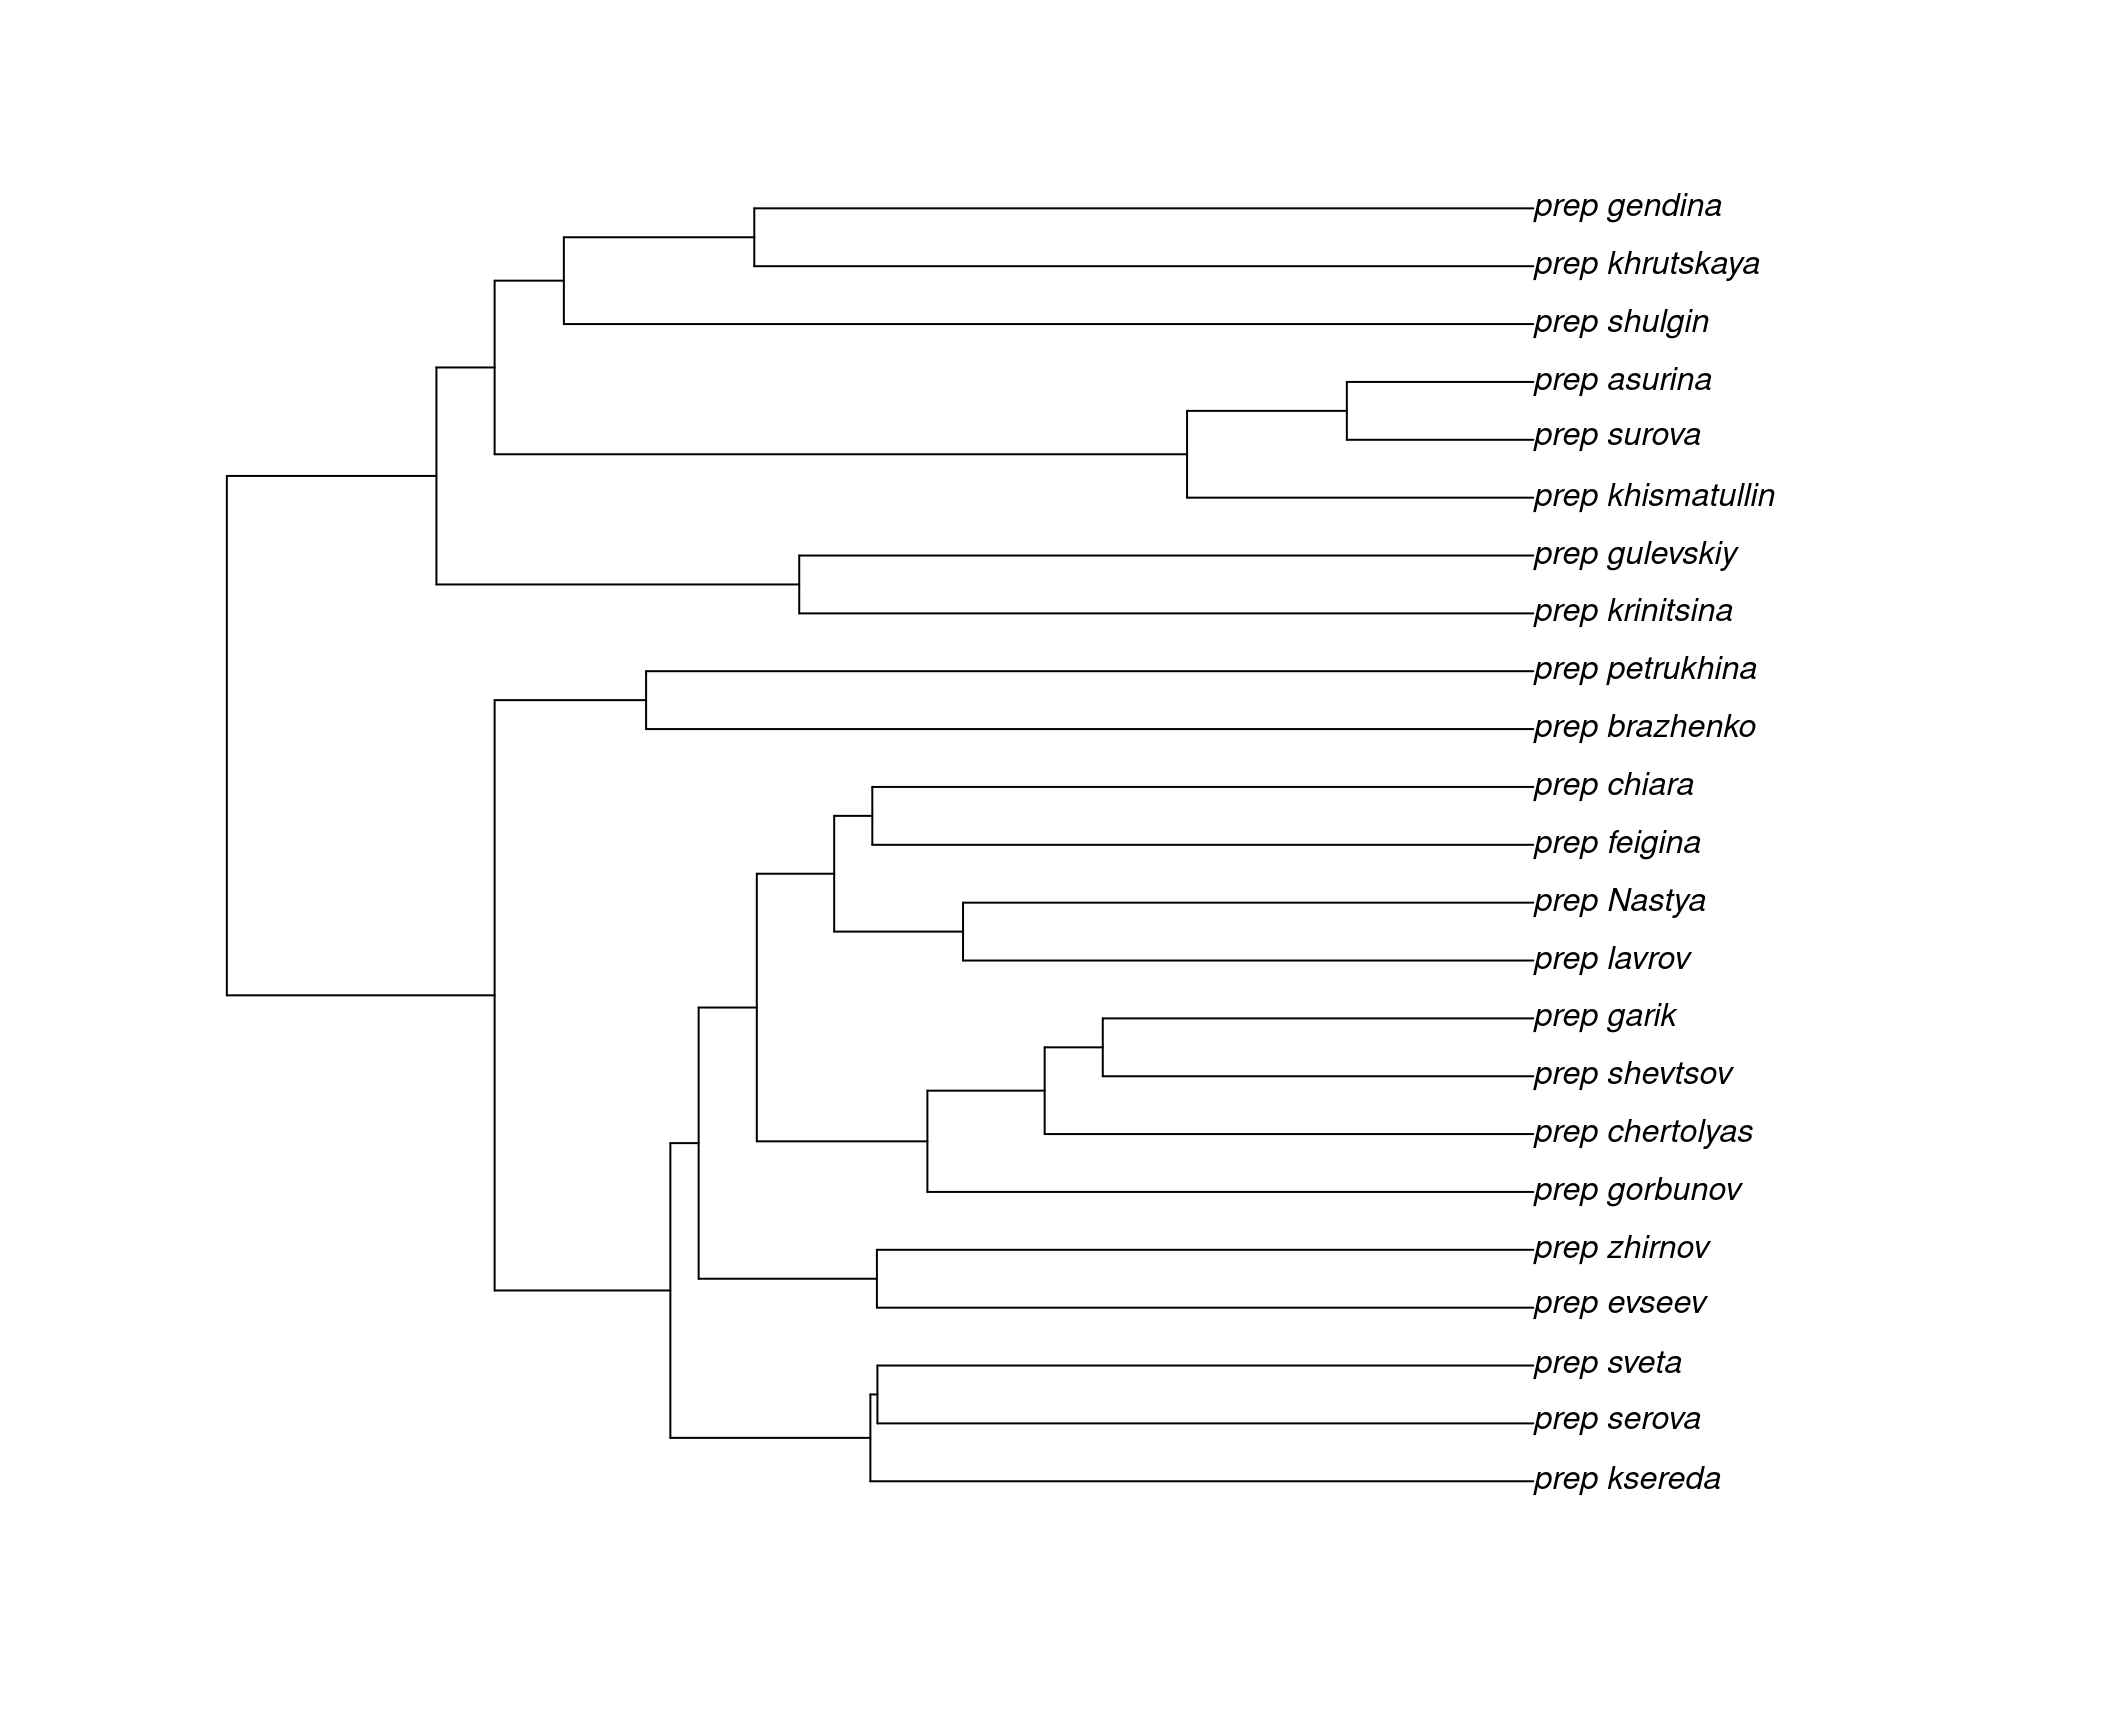 prep gendina
prep khrutskaya
prep shulgin
prep asurina
prep surova
prep khismatullin
prep gulevskiy
prep krinitsina
prep petrukhina
prep brazhenko
prep chiara
prep feigina
prep Nastya
prep lavrov
prep garik
prep shevtsov
prep chertolyas
prep gorbunov
prep zhirnov
prep evseev
prep sveta
prep serova
prep ksereda